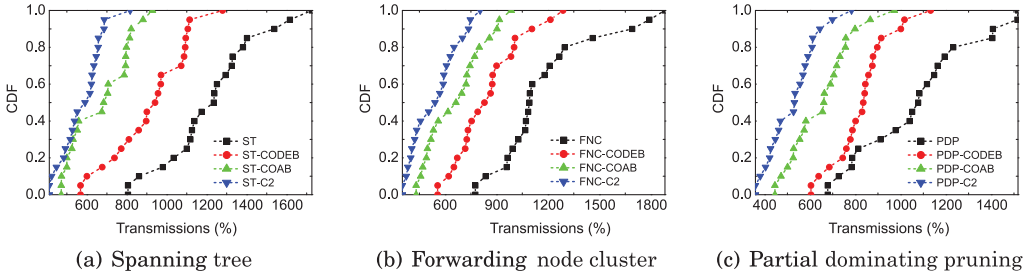 1.0
0.8
0.6
0.4
0.2
0.0
CDF
600 800 1000 1200 1400 1600
Transmissions (%)
ST
ST-CODEB
ST-COAB
ST-C2
(a) Spanning tree
1.0
0.8
0.6
0.4
0.2
0.0
CDF
600 900 1200 1500 1800
Transmissions (%)
FNC
FNC-CODEB
FNC-COAB
FNC-C2
(b) Forwarding node cluster
1.0
0.8
0.6
0.4
0.2
0.0
CDF
400 600 800 1000 1200 1400
Transmissions (%)
PDP
PDP-CODEB
PDP-COAB
PDP-C2
(c) Partial dominating pruning